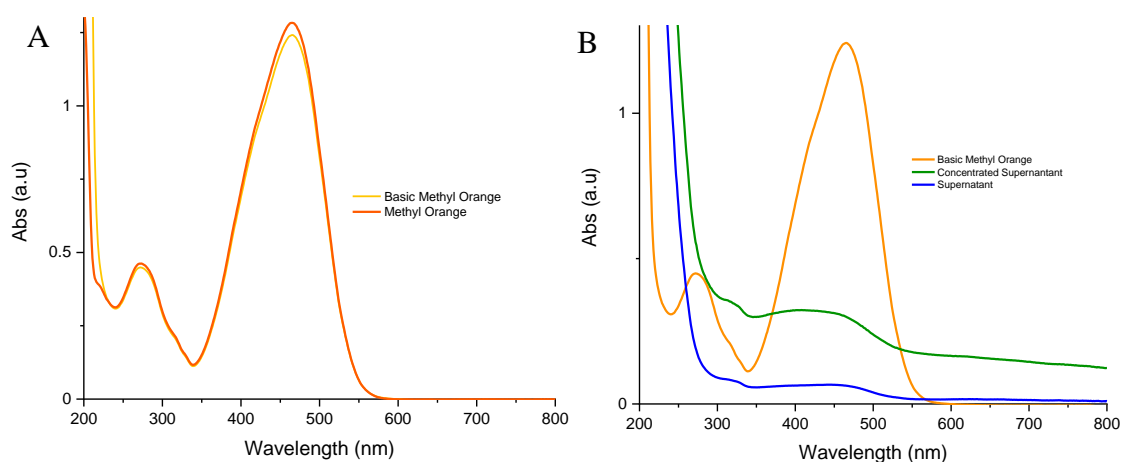 A
Abs (a.u)
1
0.5
0
200 300 400 500 600 700 800
Wavelength (nm)
Basic Methyl Orange
Methyl Orange
B
Abs (a.u)
1
0
200 300 400 500 600 700 800
Wavelength (nm)
Basic Methyl Orange
Concentrated Supernantant
Supernatant